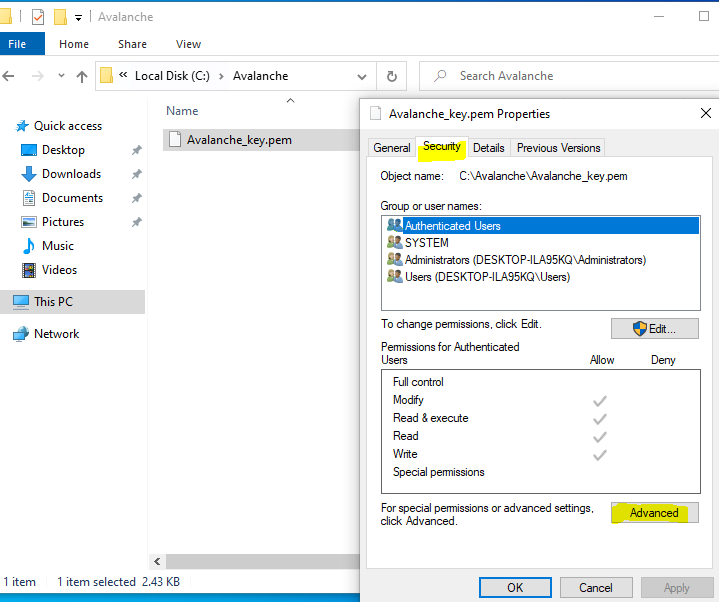 Avalanche
File Home Share View
« Local Disk (C:) > Avalanche
Search Avalanche
Name
Quick access
Desktop
Downloads
Documents
Pictures
Music
Videos
This PC
Network
Avalanche_key.pem
1 item 1 item selected 2.43 KB
Avalanche_key.pem Properties
General Security Details Previous Versions
Object name: C:\Avalanche\Avalanche_key.pem
Group or user names:
Authenticated Users
SYSTEM
Administrators (DESKTOP-ILA95KQ\Administrators)
Users (DESKTOP-ILA95KQ\Users)
To change permissions, click Edit.
Edit...
Permissions for Authenticated
Users Allow Deny
Full control
Modify
Read & execute
Read
Write
Special permissions
For special permissions or advanced settings,
click Advanced.
Advanced
OK Cancel Apply